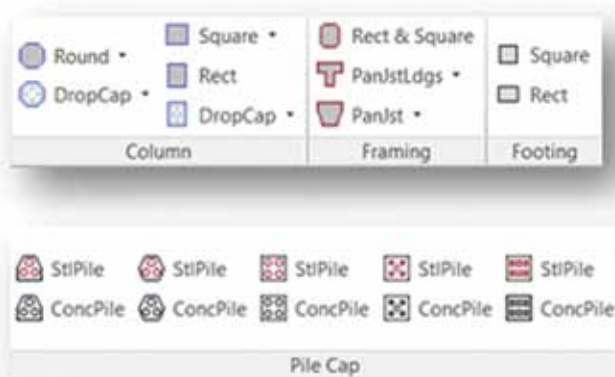 Round
DropCap
Square
Rect
DropCap
Column
Rect & Square
PanJstLdgs
PanJst
Framing
Square
Rect
Footing
StlPile StlPile StlPile StlPile StlPile
ConcPile ConcPile ConcPile ConcPile ConcPile
Pile Cap